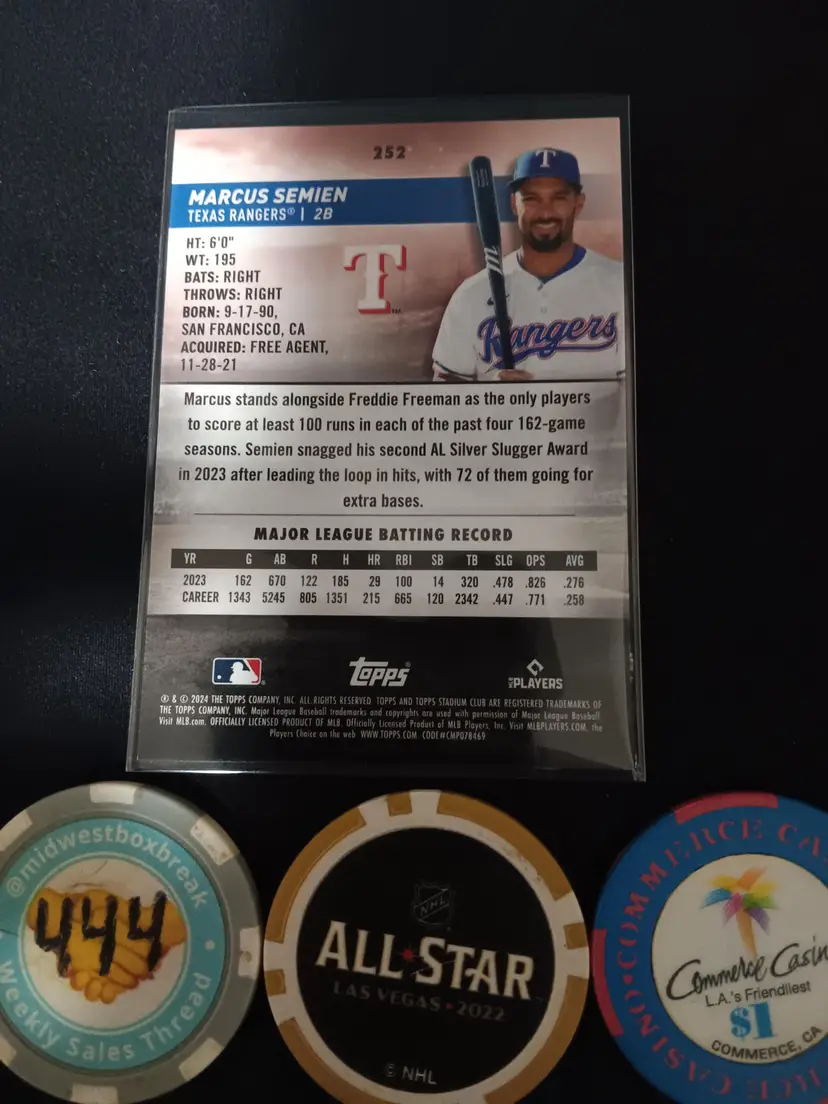 252
MARCUS SEMIEN
TEXAS RANGERS® | 2B
HT: 6'0"
WT: 195
BATS: RIGHT
THROWS: RIGHT
BORN: 9-17-90,
SAN FRANCISCO, CA
ACQUIRED: FREE AGENT,
11-28-21
T
T
Rangers
Marcus stands alongside Freddie Freeman as the only players
to score at least 100 runs in each of the past four 162-game
seasons. Semien snagged his second AL Silver Slugger Award
in 2023 after leading the loop in hits, with 72 of them going for
extra bases.
MAJOR LEAGUE BATTING RECORD
YR G AB R H HR RBI SB TB SLG OPS AVG
2023 162 670 122 185 29 100 14 320 .478 .826 .276
CAREER 1343 5245 805 1351 215 665 120 2342 .447 .771 .258
topps®
MLB PLAYERS
® & © 2024 THE TOPPS COMPANY, INC. ALL RIGHTS RESERVED. TOPPS AND TOPPS STADIUM CLUB ARE REGISTERED TRADEMARKS OF
THE TOPPS COMPANY, INC. Major League Baseball trademarks and copyrights are used with permission of Major League Baseball.
Visit MLB.com. OFFICIALLY LICENSED PRODUCT OF MLB. Officially Licensed Product of MLB Players, Inc. Visit MLBPLAYERS.COM, the
Players Choice on the web WWW.TOPPS.COM CODE#CMP078469
@midwestboxbreak
444
Weekly Sales Thread
NHL
ALL STAR
LAS VEGAS • 2022
© NHL
COMMERCE CA
Commerce Casin
L.A.'s Friendliest
$1
COMMERCE, CA
COMMERCE CASINO